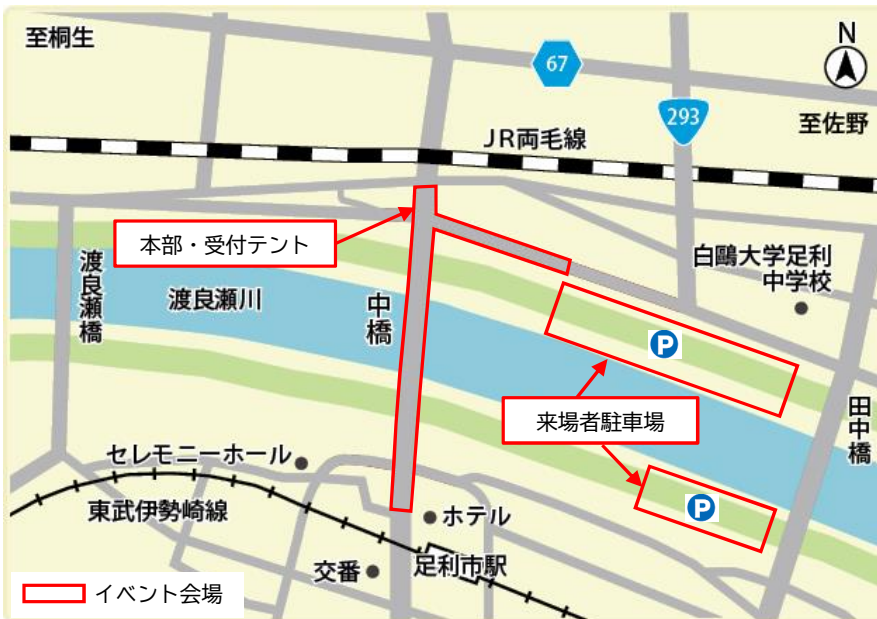 至桐生
67
N
293
至佐野
JR両毛線
本部・受付テント
白鷗大学足利
中学校
渡良瀬橋
渡良瀬川
中橋
P
来場者駐車場
田中橋
セレモニーホール
P
東武伊勢崎線
ホテル
交番
足利市駅
イベント会場